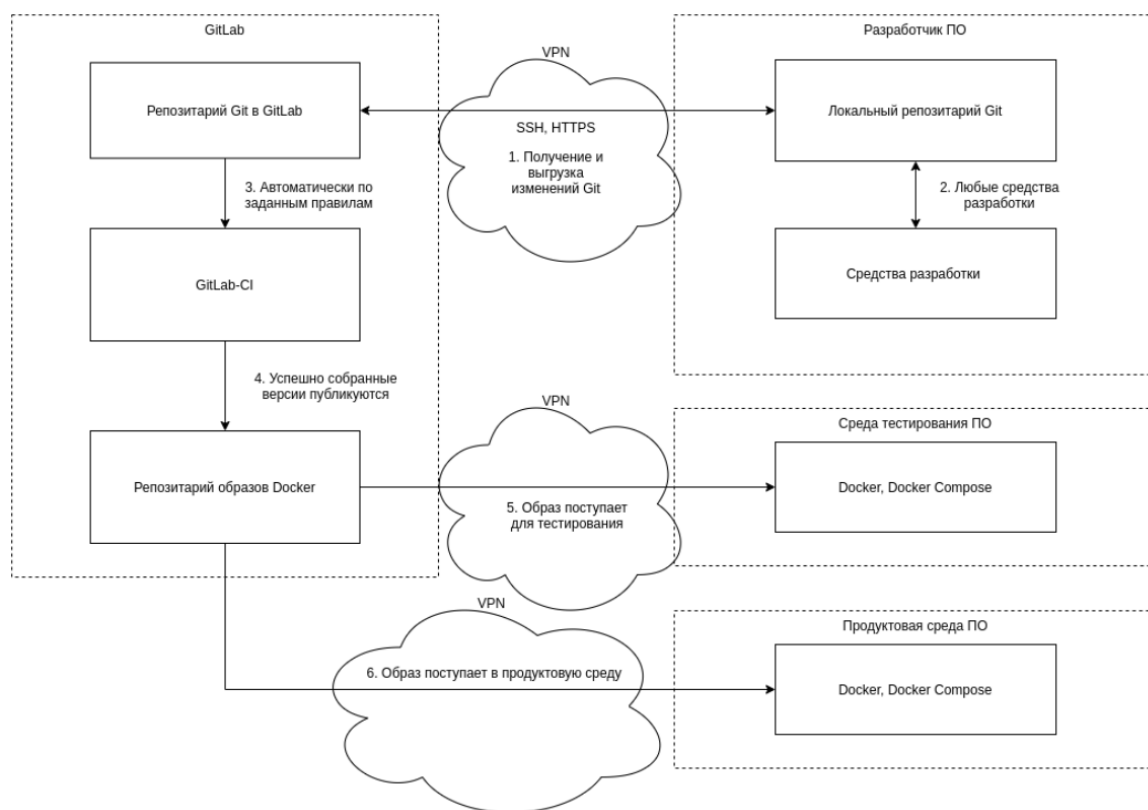 GitLab
Репозитарий Git в GitLab
3. Автоматически по
заданным правилам
GitLab-CI
4. Успешно собранные
версии публикуются
Репозитарий образов Docker
VPN
SSH, HTTPS
1. Получение и
выгрузка
изменений Git
Разработчик ПО
Локальный репозитарий Git
2. Любые средства
разработки
Средства разработки
VPN
5. Образ поступает
для тестирования
Среда тестирования ПО
Docker, Docker Compose
VPN
6. Образ поступает в продуктовую среду
Продуктовая среда ПО
Docker, Docker Compose